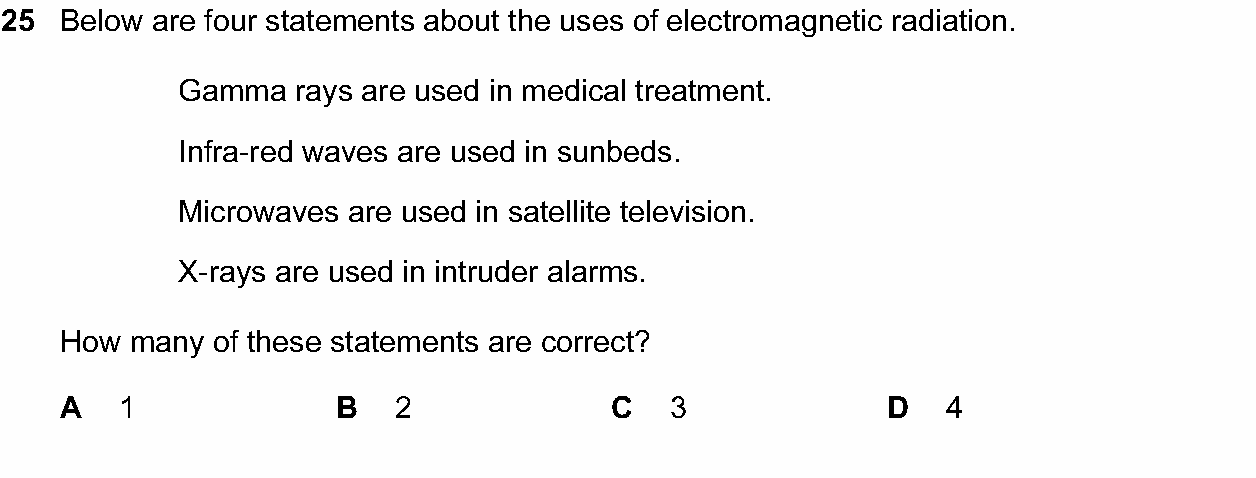 25 Below are four statements about the uses of electromagnetic radiation.
Gamma rays are used in medical treatment.
Infra-red waves are used in sunbeds.
Microwaves are used in satellite television.
X-rays are used in intruder alarms.
How many of these statements are correct?
A 1 B 2 C 3 D 4